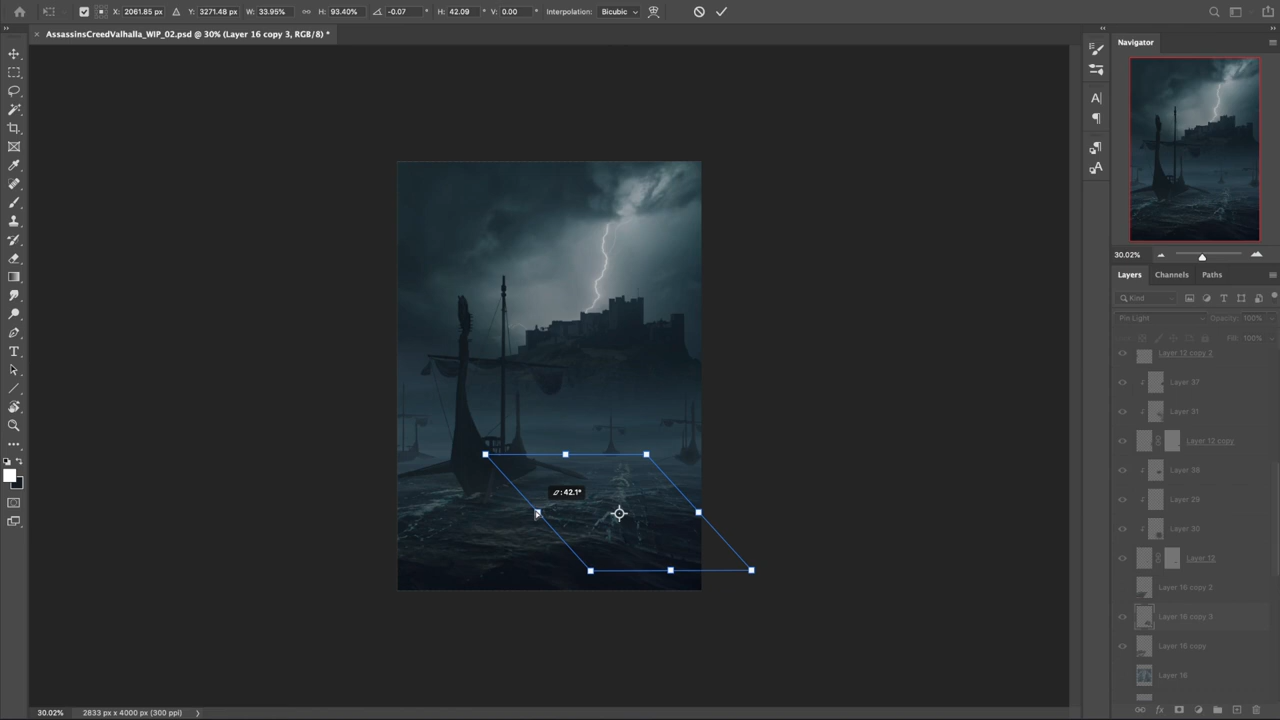 X: 2061.85 px Y: 3271.48 px W: 33.95% H: 93.40% -0.07 ° H: 42.09 ° V: 0.00 ° Interpolation: Bicubic
AssassinsCreedValhalla_WIP_02.psd @ 30% (Layer 16 copy 3, RGB/8) *
Navigator
30.02%
Layers Channels Paths
Kind
Pin Light Opacity: 100%
Fill: 100%
Layer 12 copy 2
Layer 37
Layer 31
Layer 12 copy
Layer 38
Layer 29
Layer 30
Layer 12
Layer 16 copy 2
Layer 16 copy 3
Layer 16 copy
Layer 16
: 42.1°
30.02% 2833 px x 4000 px (300 ppi)